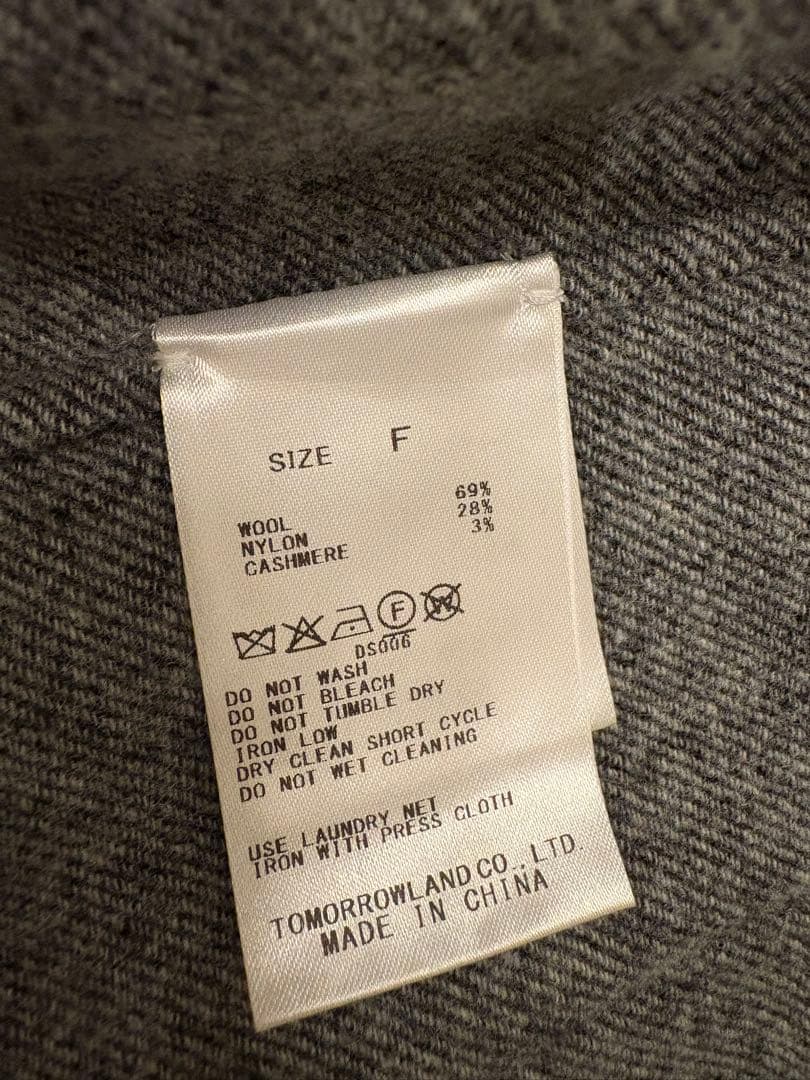 SIZE F
WOOL 69%
NYLON 28%
CASHMERE 3%
F W
DS006
DO NOT WASH
DO NOT BLEACH
DO NOT TUMBLE DRY
IRON LOW
DRY CLEAN SHORT CYCLE
DO NOT WET CLEANING
USE LAUNDRY NET
IRON WITH PRESS CLOTH
TOMORROWLAND CO.,LTD.
MADE IN CHINA